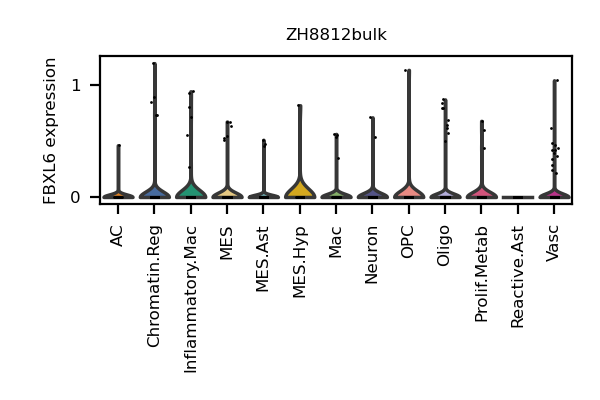 ZH8812bulk
FBXL6 expression
1
0
AC
Chromatin.Reg
Inflammatory.Mac
MES
MES.Ast
MES.Hyp
Mac
Neuron
OPC
Oligo
Prolif.Metab
Reactive.Ast
Vasc